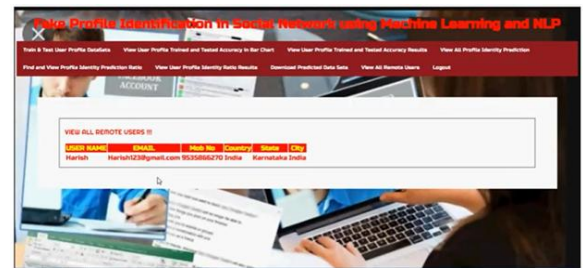 Fake Profile Identification in Social Network using Machine Learning and NLP
Train & Test User Profile DataSets View User Profile Trained and Tested Accuracy in Bar Chart View User Profile Trained and Tested Accuracy Results View All Profile Identity Prediction
Find and View Profile Identity Prediction Ratio View User Profile Identity Ratio Results Download Predicted Data Sets View All Remote Users Logout
ACCOUNT
VIEW ALL REMOTE USERS !!!
USER NAME EMAIL Mob No Country State City
Harish Harish123@gmail.com 9535866270 India Karnataka India